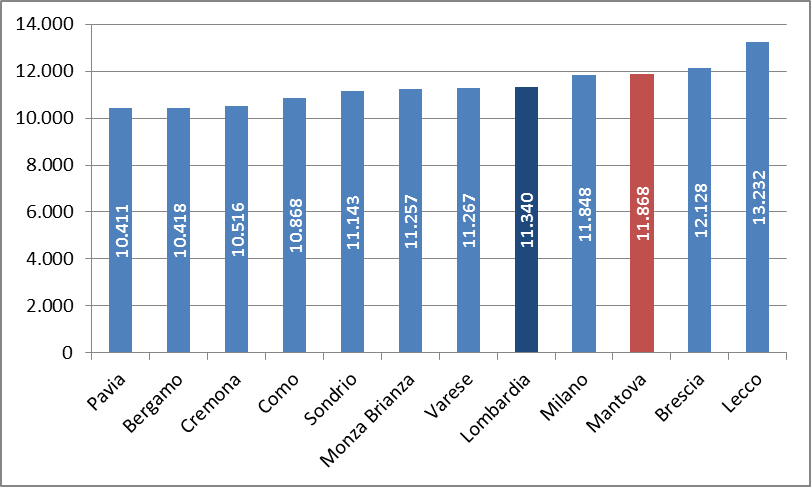 14.000
12.000
10.000
8.000
6.000
4.000
2.000
0
10.411
10.418
10.516
10.868
11.143
11.257
11.267
11.340
11.848
11.868
12.128
13.232
Pavia
Bergamo
Cremona
Como
Sondrio
Monza Brianza
Varese
Lombardia
Milano
Mantova
Brescia
Lecco